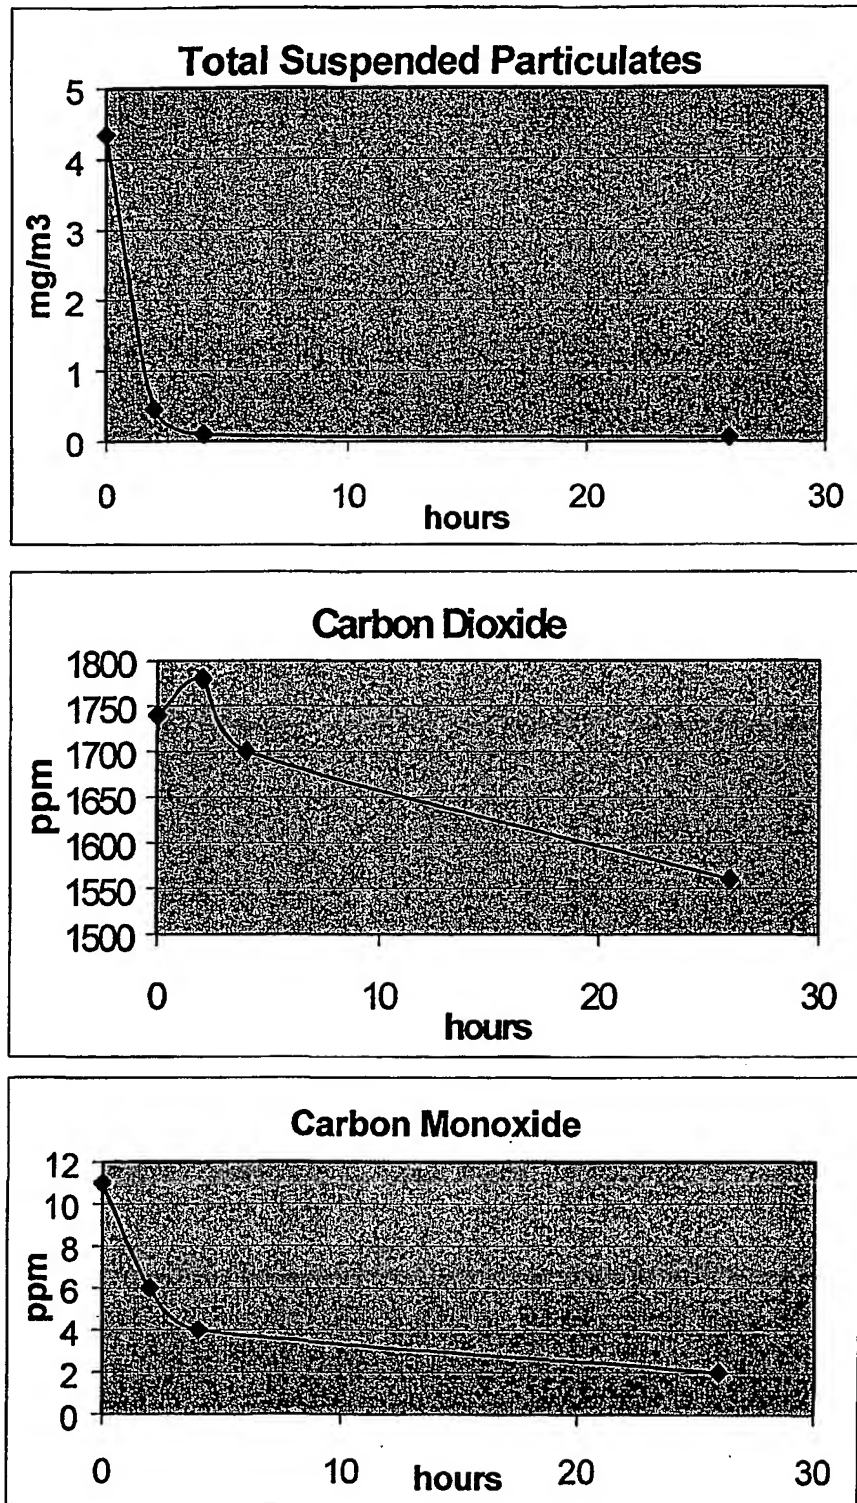 Total Suspended Particulates
5
4
3
2
1
0
mg/m3
0 10 20 30
hours
Carbon Dioxide
1800
1750
1700
1650
1600
1550
1500
ppm
0 10 20 30
hours
Carbon Monoxide
12
10
8
6
4
2
0
ppm
0 10 20 30
hours